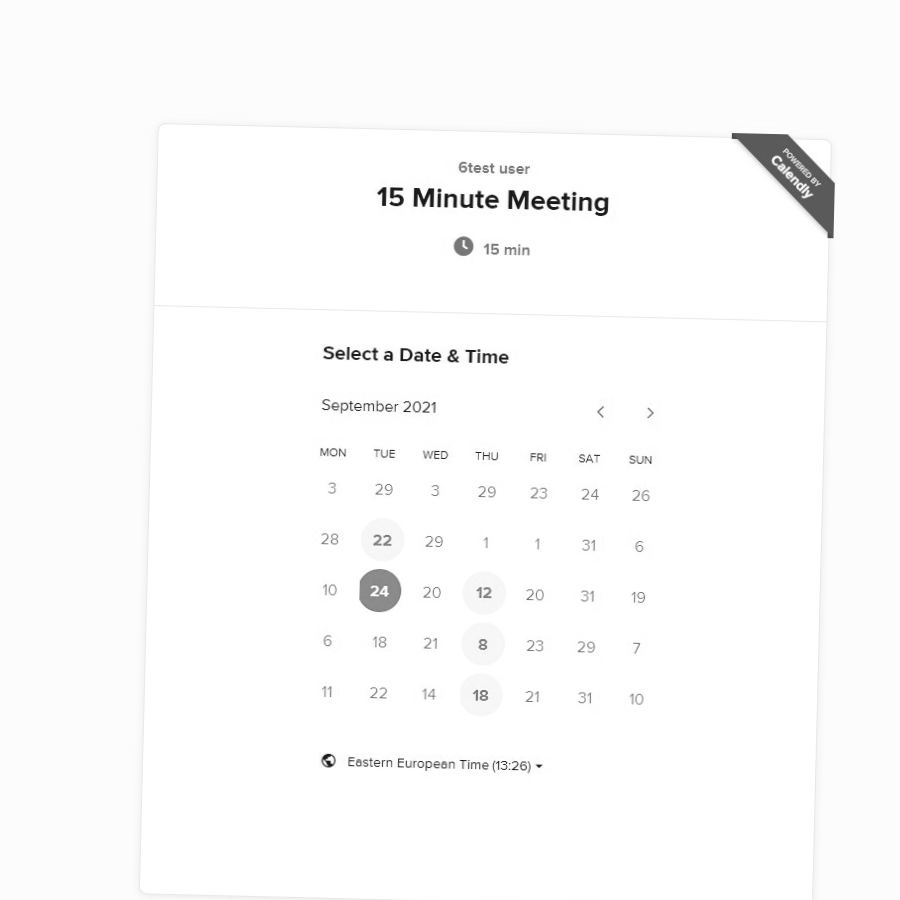 POWERED BY
Calendly
6test user
15 Minute Meeting
15 min
Select a Date & Time
September 2021
MON TUE WED THU FRI SAT SUN
3 29 3 29 23 24 26
28 22 29 1 1 31 6
10 24 20 12 20 31 19
6 18 21 8 23 29 7
11 22 14 18 21 31 10
Eastern European Time (13:26)